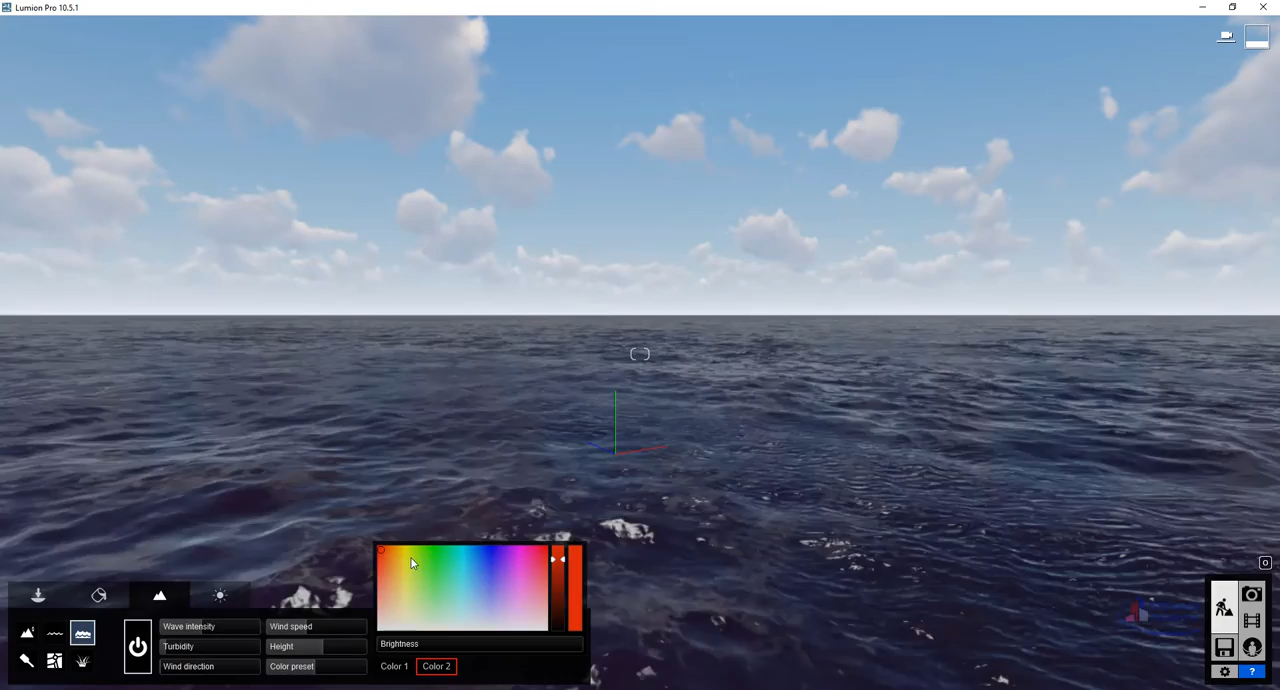 Lumion Pro 10.5.1
O
Wave intensity
Wind speed
Turbidity
Height
Wind direction
Color preset
Brightness
Color 1
Color 2
?